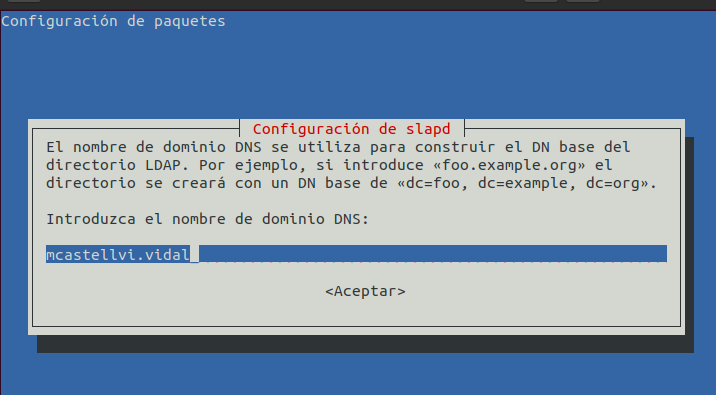 Configuración de paquetes
Configuración de slapd
El nombre de dominio DNS se utiliza para construir el DN base del
directorio LDAP. Por ejemplo, si introduce «foo.example.org» el
directorio se creará con un DN base de «dc=foo, dc=example, dc=org».
Introduzca el nombre de dominio DNS:
mcastellvi.vidal
<Aceptar>